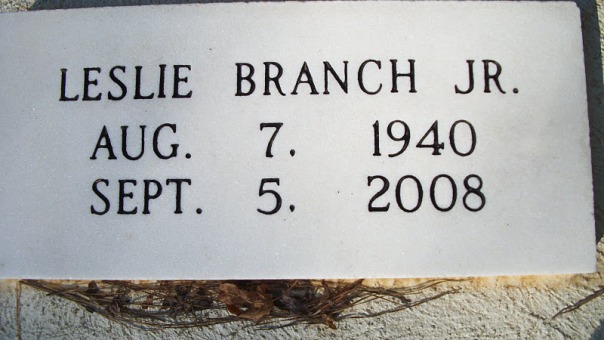 LESLIE BRANCH JR.
AUG. 7. 1940
SEPT. 5. 2008